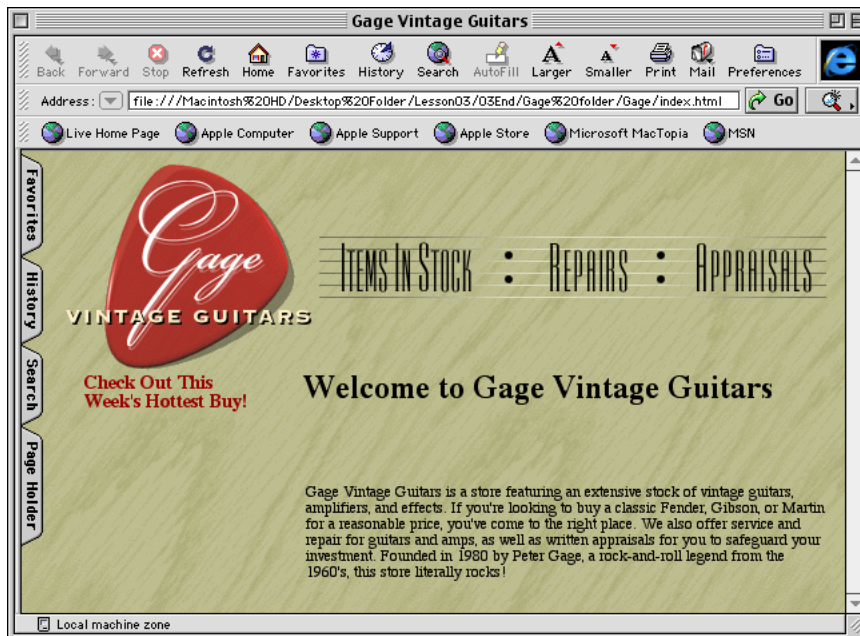 Gage Vintage Guitars
Back Forward Stop Refresh Home Favorites History Search AutoFill Larger Smaller Print Mail Preferences
Address: file:///Macintosh%20HD/Desktop%20Folder/Lesson03/03End/Gage%20folder/Gage/index.html Go
Live Home Page Apple Computer Apple Support Apple Store Microsoft MacTopia MSN
Favorites
History
Search
Page Holder
Gage
VINTAGE GUITARS
ITEMS IN STOCK : REPAIRS : APPRAISALS
Check Out This
Week's Hottest Buy!
Welcome to Gage Vintage Guitars
Gage Vintage Guitars is a store featuring an extensive stock of vintage guitars,
amplifiers, and effects. If you're looking to buy a classic Fender, Gibson, or Martin
for a reasonable price, you've come to the right place. We also offer service and
repair for guitars and amps, as well as written appraisals for you to safeguard your
investment. Founded in 1980 by Peter Gage, a rock-and-roll legend from the
1960's, this store literally rocks!
Local machine zone